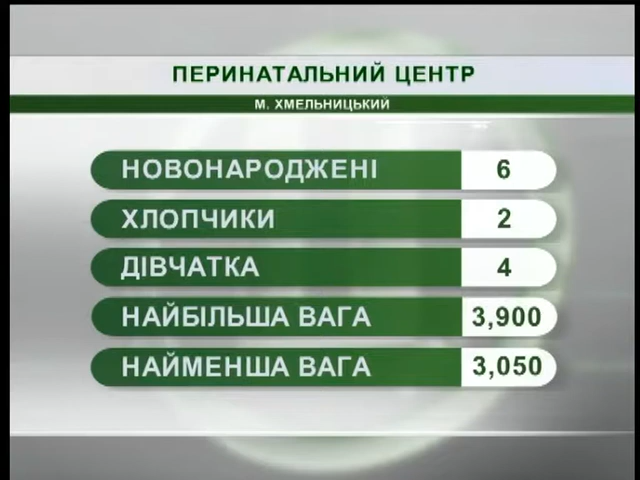 ПЕРИНАТАЛЬНИЙ ЦЕНТР
М. ХМЕЛЬНИЦЬКИЙ
НОВОНАРОДЖЕНІ 6
ХЛОПЧИКИ 2
ДІВЧАТКА 4
НАЙБІЛЬША ВАГА 3,900
НАЙМЕНША ВАГА 3,050